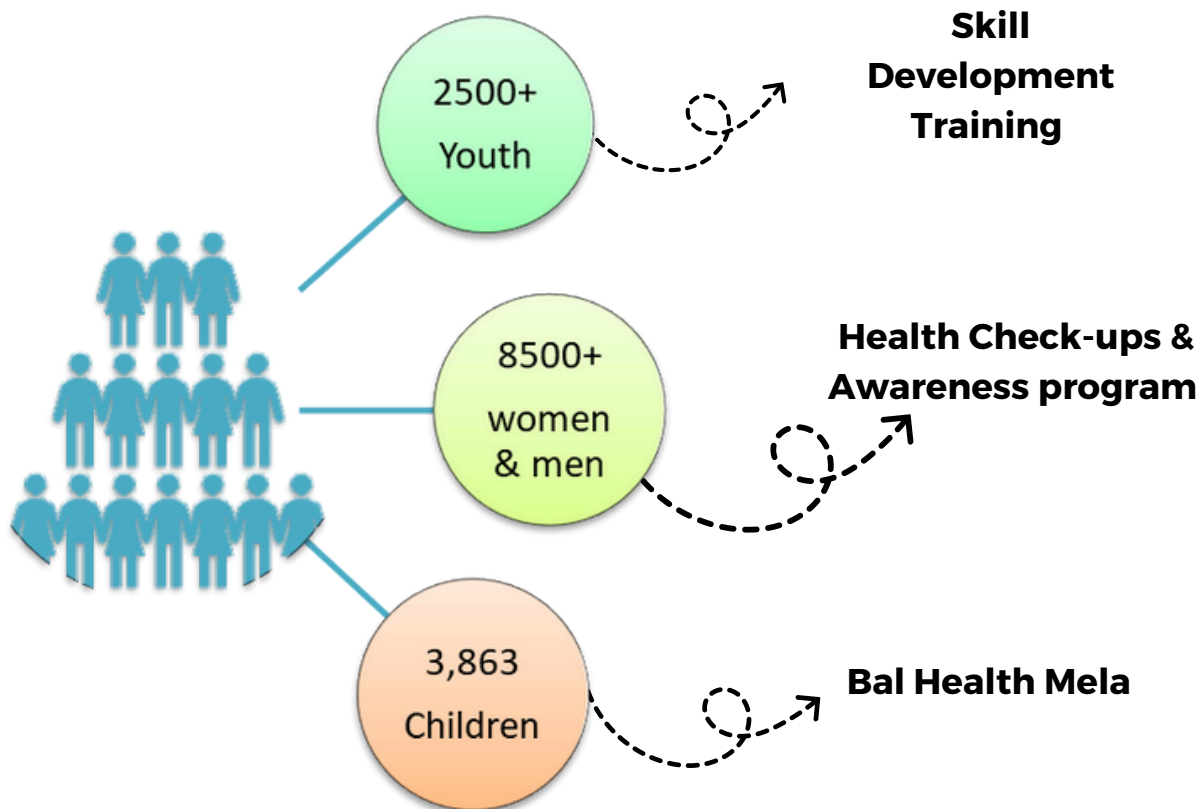 2500+
Youth
Skill
Development
Training
8500+
women
& men
Health Check-ups &
Awareness program
3,863
Children
Bal Health Mela